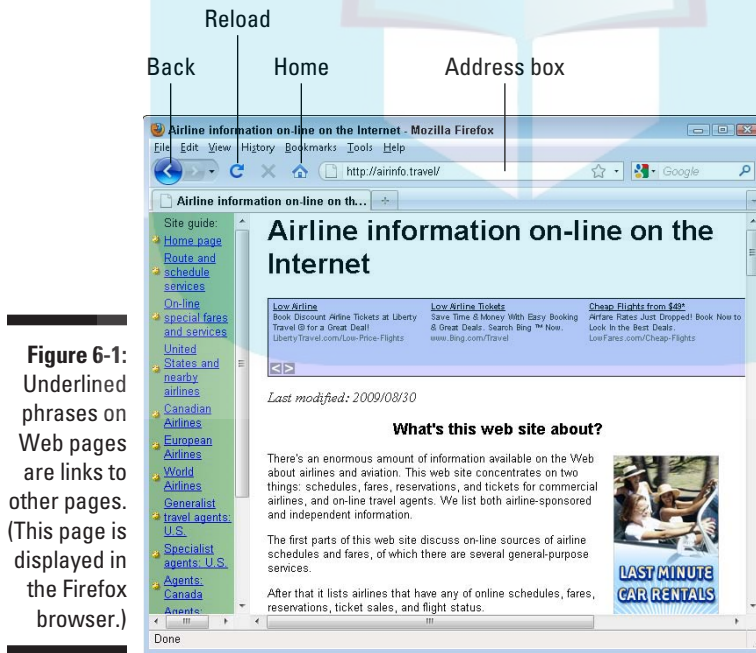 Reload
Back
Home
Address box
Airline information on-line on the Internet - Mozilla Firefox
File Edit View History Bookmarks Tools Help
http://airinfo.travel/
Google
Airline information on-line on th...
Site guide:
Home page
Route and
schedule
services
On-line
special fares
and services
United
States and
nearby
airlines
Canadian
Airlines
European
Airlines
World
Airlines
Generalist
travel agents:
U.S.
Specialist
agents: U.S.
Agents:
Canada
Agents:
Airline information on-line on the
Internet
Low Airline
Book Discount Airline Tickets at Liberty
Travel ® for a Great Deal!
LibertyTravel.com/Low-Price-Flights
Low Airline Tickets
Save Time & Money With Easy Booking
& Great Deals. Search Bing ™ Now.
www.Bing.com/Travel
Cheap Flights from $49*
Airfare Rates Just Dropped! Book Now to
Lock In the Best Deals.
LowFares.com/Cheap-Flights
Last modified: 2009/08/30
What's this web site about?
There's an enormous amount of information available on the Web
about airlines and aviation. This web site concentrates on two
things: schedules, fares, reservations, and tickets for commercial
airlines, and on-line travel agents. We list both airline-sponsored
and independent information.
The first parts of this web site discuss on-line sources of airline
schedules and fares, of which there are several general-purpose
services.
After that it lists airlines that have any of online schedules, fares,
reservations, ticket sales, and flight status.
LAST MINUTE
CAR RENTALS
Done
Figure 6-1:
Underlined
phrases on
Web pages
are links to
other pages.
(This page is
displayed in
the Firefox
browser.)